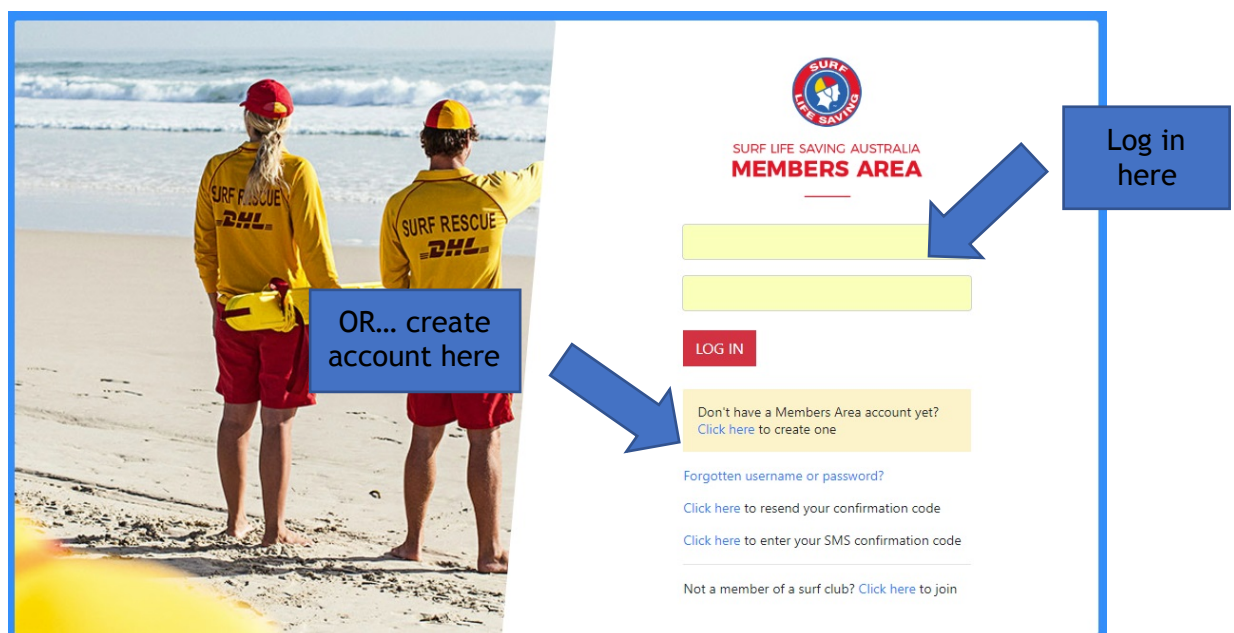 SURF
LIFE SAVING
SURF LIFE SAVING AUSTRALIA
MEMBERS AREA
Log in
here
SURF RESCUE
DHL
SURF RESCUE
DHL
OR... create
account here
LOG IN
Don't have a Members Area account yet?
Click here to create one
Forgotten username or password?
Click here to resend your confirmation code
Click here to enter your SMS confirmation code
Not a member of a surf club? Click here to join